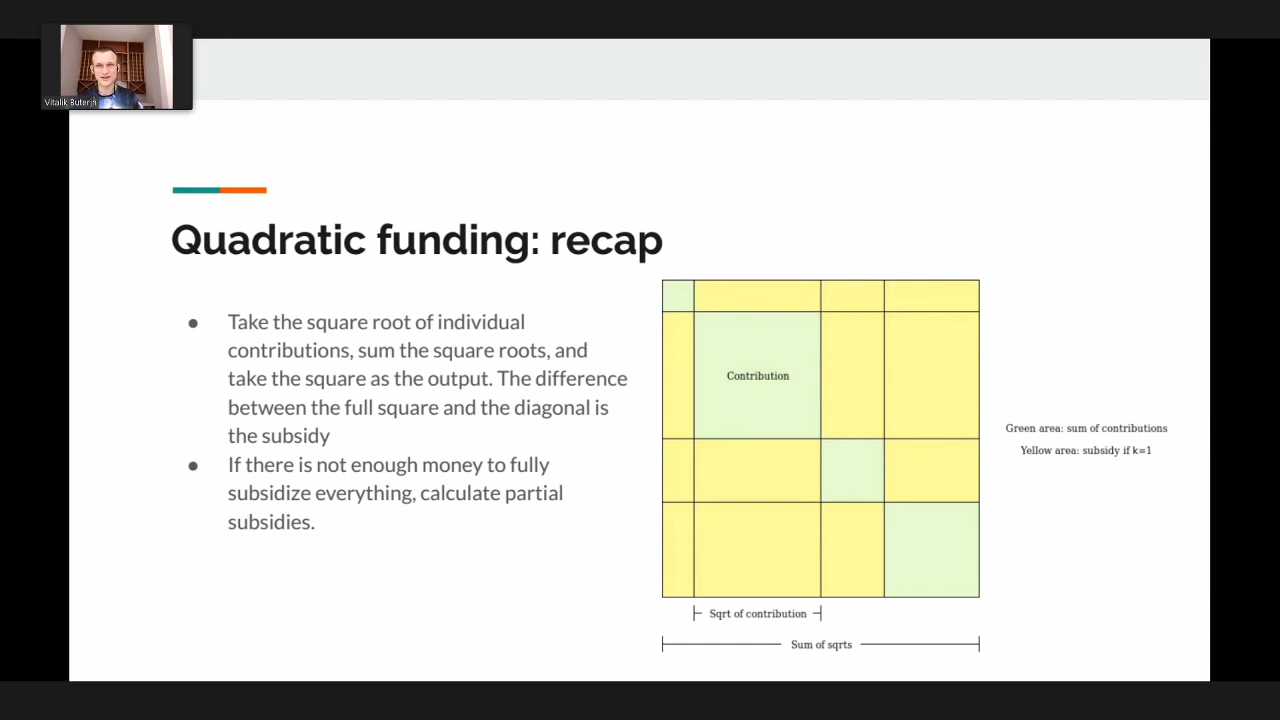 Vitalik Buterin
Quadratic funding: recap
● Take the square root of individual
contributions, sum the square roots, and
take the square as the output. The difference
between the full square and the diagonal is
the subsidy
● If there is not enough money to fully
subsidize everything, calculate partial
subsidies.
Contribution
Green area: sum of contributions
Yellow area: subsidy if k=1
Sqrt of contribution
Sum of sqrts